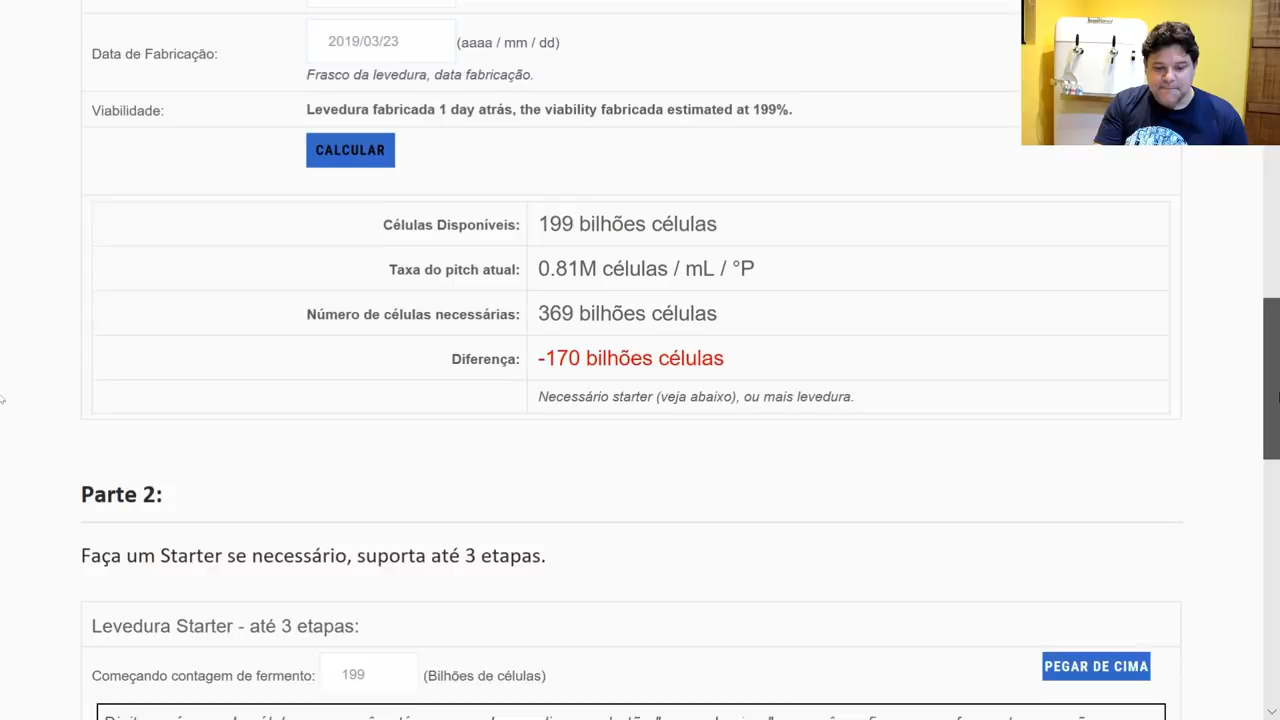 2019/03/23 (aaaa / mm / dd)
Data de Fabricação:
Frasco da levedura, data fabricação.
Viabilidade: Levedura fabricada 1 day atrás, the viability fabricada estimated at 199%.
CALCULAR
Células Disponíveis: 199 bilhões células
Taxa do pitch atual: 0.81M células / mL / °P
Número de células necessárias: 369 bilhões células
Diferença: -170 bilhões células
Necessário starter (veja abaixo), ou mais levedura.
Parte 2:
Faça um Starter se necessário, suporta até 3 etapas.
Levedura Starter - até 3 etapas:
Começando contagem de fermento: 199 (Bilhões de células) PEGAR DE CIMA